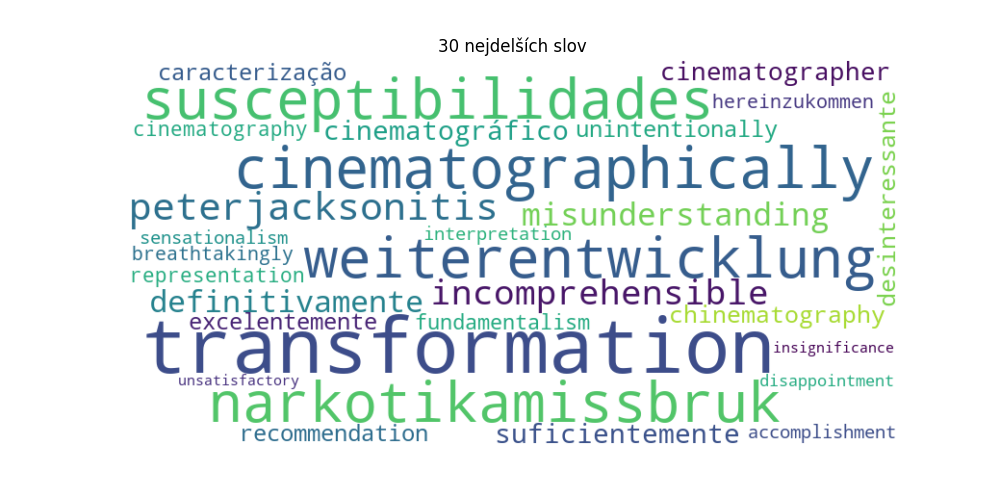 30 nejdelších slov
caracterização cinematographer
susceptibilidades hereinzukommen
cinematography cinematográfico unintentionally
cinematographically
desinteressante
peterjacksonitis misunderstanding
sensationalism interpretation
breathtakingly weiterentwicklung
representation
definitivamente incomprehensible
excelentemente fundamentalism chinematography
transformation insignificance
unsatisfactory disappointment
narkotikamissbruk
recommendation suficientemente accomplishment